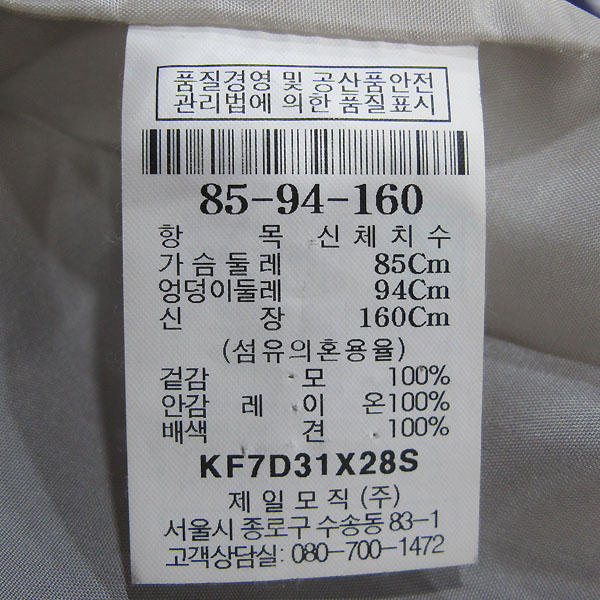 품질경영 및 공산품안전
관리법에 의한 품질표시
85-94-160
항 목 신체치수
가슴둘레 85Cm
엉덩이둘레 94Cm
신 장 160Cm
(섬유의혼용율)
겉감 모 100%
안감 레이온100%
배색 견 100%
KF7D31X28S
제일모직(주)
서울시 종로구 수송동 83-1
고객상담실: 080-700-1472